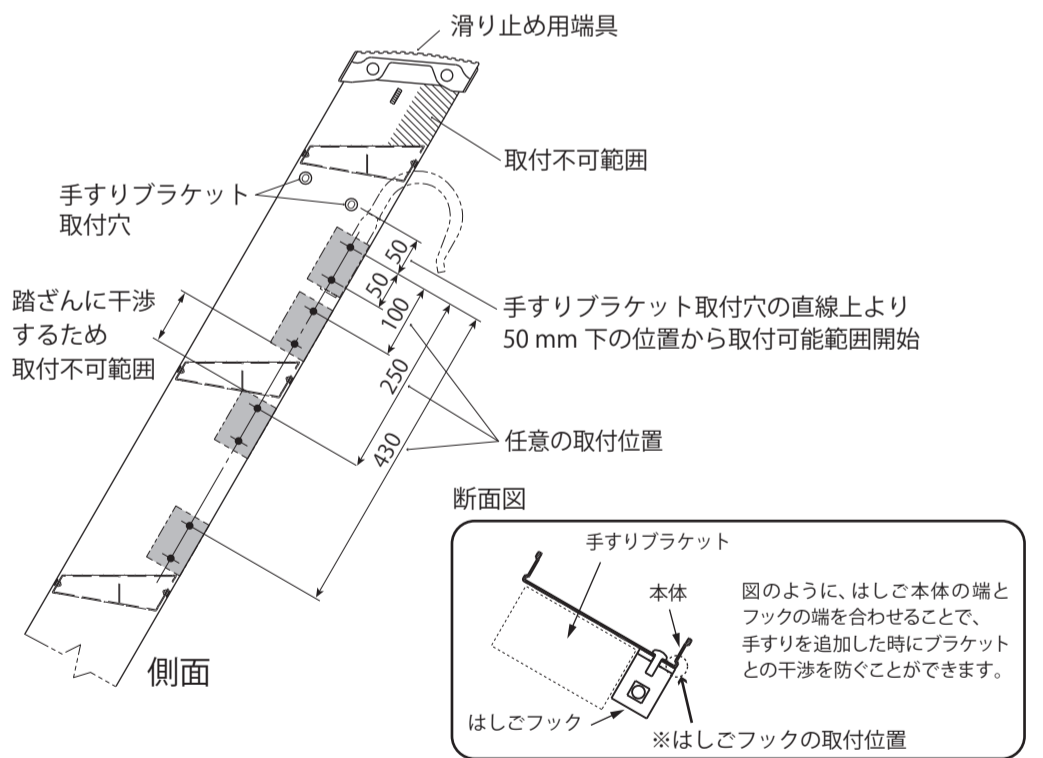 滑り止め用端具
取付不可範囲
手すりブラケット
取付穴
50
50
100
250
430
踏ざんに干渉
するため
取付不可範囲
手すりブラケット取付穴の直線上より
50 mm 下の位置から取付可能範囲開始
任意の取付位置
側面
断面図
手すりブラケット
本体
図のように、はしご本体の端と
フックの端を合わせることで、
手すりを追加した時にブラケット
との干渉を防ぐことができます。
はしごフック
※はしごフックの取付位置